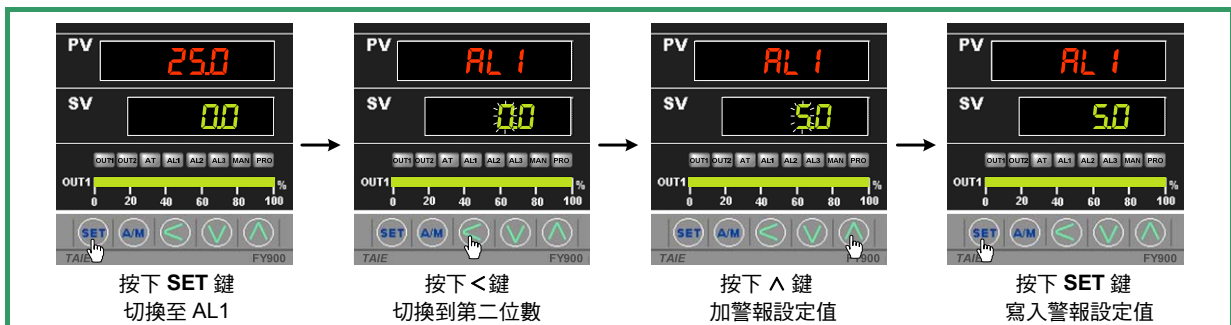 PV
25.0
SV
0.0
OUT1 OUT2 AT AL1 AL2 AL3 MAN PRO
OUT1
%
0 20 40 60 80 100
SET A/M < ∨ ∧
TAIE FY900
按下 SET 鍵
切換至 AL1
PV
AL1
SV
0.0
OUT1 OUT2 AT AL1 AL2 AL3 MAN PRO
OUT1
%
0 20 40 60 80 100
SET A/M < ∨ ∧
TAIE FY900
按下<鍵
切換到第二位數
PV
AL1
SV
5.0
OUT1 OUT2 AT AL1 AL2 AL3 MAN PRO
OUT1
%
0 20 40 60 80 100
SET A/M < ∨ ∧
TAIE FY900
按下 ∧ 鍵
加警報設定值
PV
AL1
SV
5.0
OUT1 OUT2 AT AL1 AL2 AL3 MAN PRO
OUT1
%
0 20 40 60 80 100
SET A/M < ∨ ∧
TAIE FY900
按下 SET 鍵
寫入警報設定值